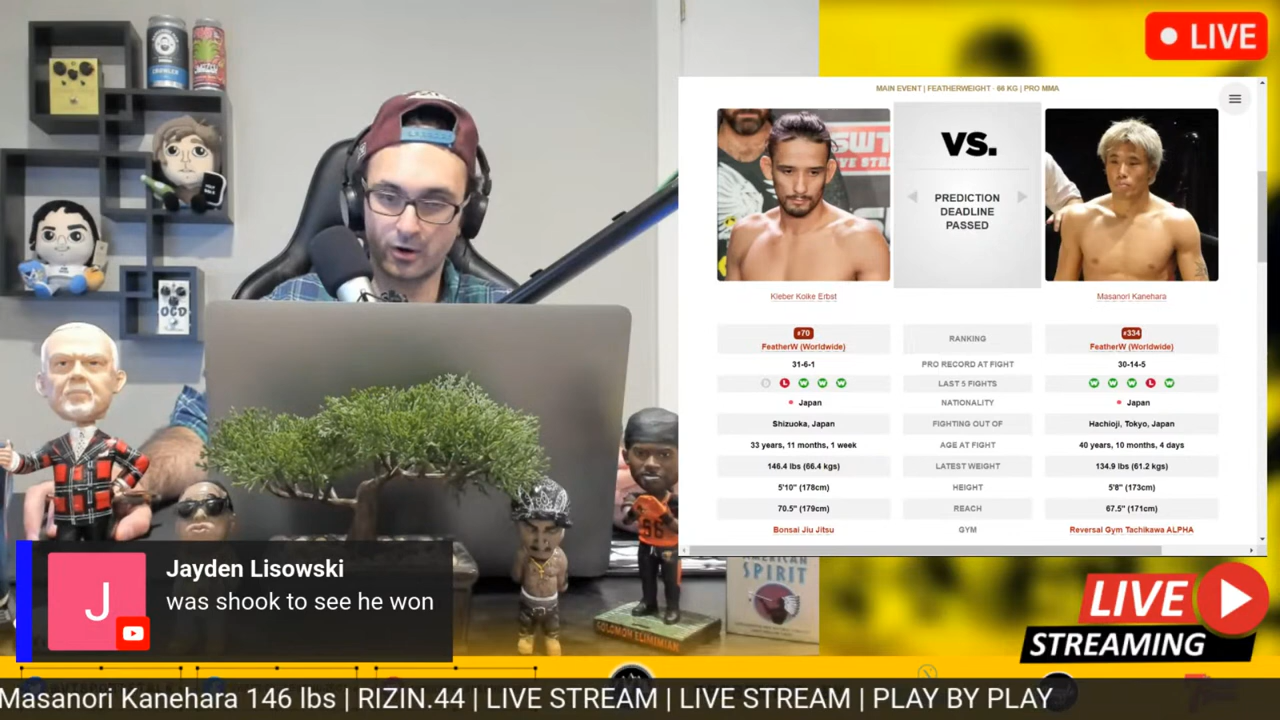 LIVE
MAIN EVENT | FEATHERWEIGHT · 66 KG | PRO MMA
VS.
PREDICTION
DEADLINE
PASSED
Kleber Koike Erbst
Masanori Kanehara
#70
FeatherW (Worldwide)
RANKING
#334
FeatherW (Worldwide)
31-6-1
PRO RECORD AT FIGHT
30-14-5
L W W W
LAST 5 FIGHTS
W W W L W
Japan
NATIONALITY
Japan
Shizuoka, Japan
FIGHTING OUT OF
Hachioji, Tokyo, Japan
33 years, 11 months, 1 week
AGE AT FIGHT
40 years, 10 months, 4 days
146.4 lbs (66.4 kgs)
LATEST WEIGHT
134.9 lbs (61.2 kgs)
5'10" (178cm)
HEIGHT
5'8" (173cm)
70.5" (179cm)
REACH
67.5" (171cm)
Bonsai Jiu Jitsu
GYM
Reversal Gym Tachikawa ALPHA
OCD
J
Jayden Lisowski
was shook to see he won
SOLOMON ELIMIMIAN
AMERICAN
SPIRIT
LIVE
STREAMING
Masanori Kanehara 146 lbs | RIZIN.44 | LIVE STREAM | LIVE STREAM | PLAY BY PLAY